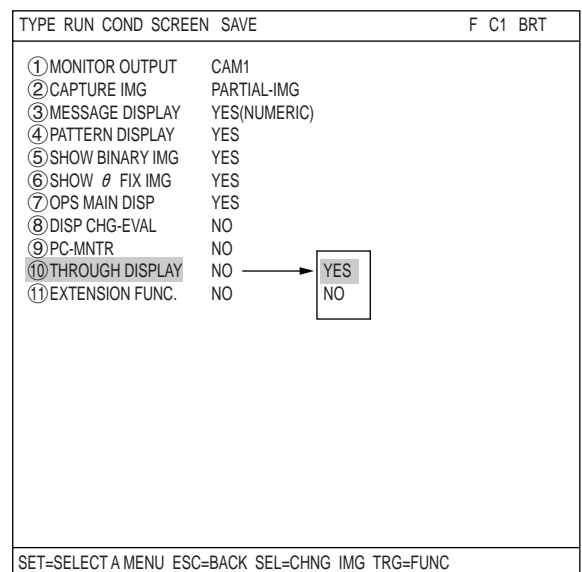 TYPE RUN COND SCREEN SAVE F C1 BRT
①MONITOR OUTPUT CAM1
②CAPTURE IMG PARTIAL-IMG
③MESSAGE DISPLAY YES(NUMERIC)
④PATTERN DISPLAY YES
⑤SHOW BINARY IMG YES
⑥SHOW θ FIX IMG YES
⑦OPS MAIN DISP YES
⑧DISP CHG-EVAL NO
⑨PC-MNTR NO
⑩THROUGH DISPLAY NO YES
⑪EXTENSION FUNC. NO NO
SET=SELECT A MENU ESC=BACK SEL=CHNG IMG TRG=FUNC